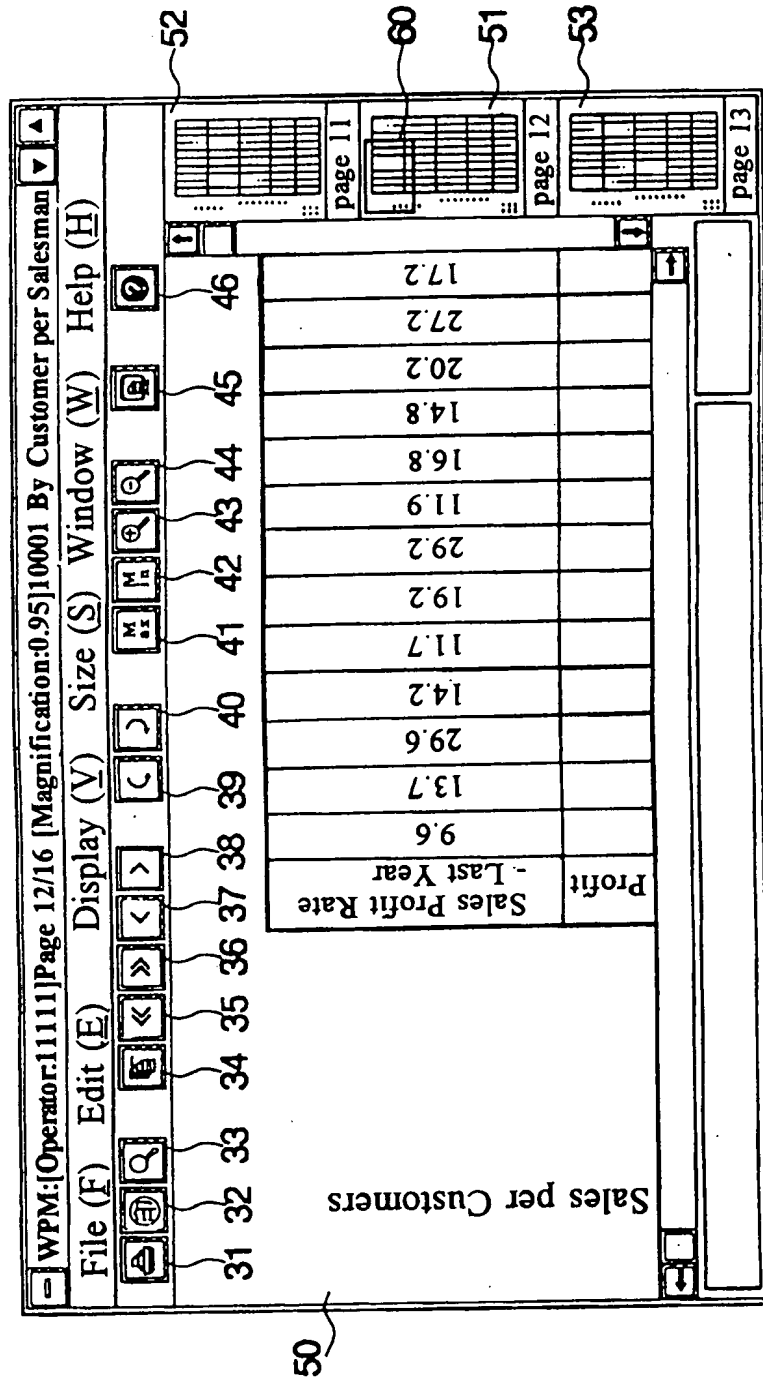 WPM:[Operator:11111]Page 12/16 [Magnification:0.95]10001 By Customer per Salesman
File (F) Edit (E) Display (V) Size (S) Window (W) Help (H)
Max Min
31 32 33 34 35 36 37 38 39 40 41 42 43 44 45 46
50
Sales per Customers
Sales Profit Rate
- Last Year
9.6 13.7 29.6 14.2 11.7 19.2 29.2 11.9 16.8 14.8 20.2 27.2 17.2
Profit
52
page 11
60
51
page 12
53
page 13